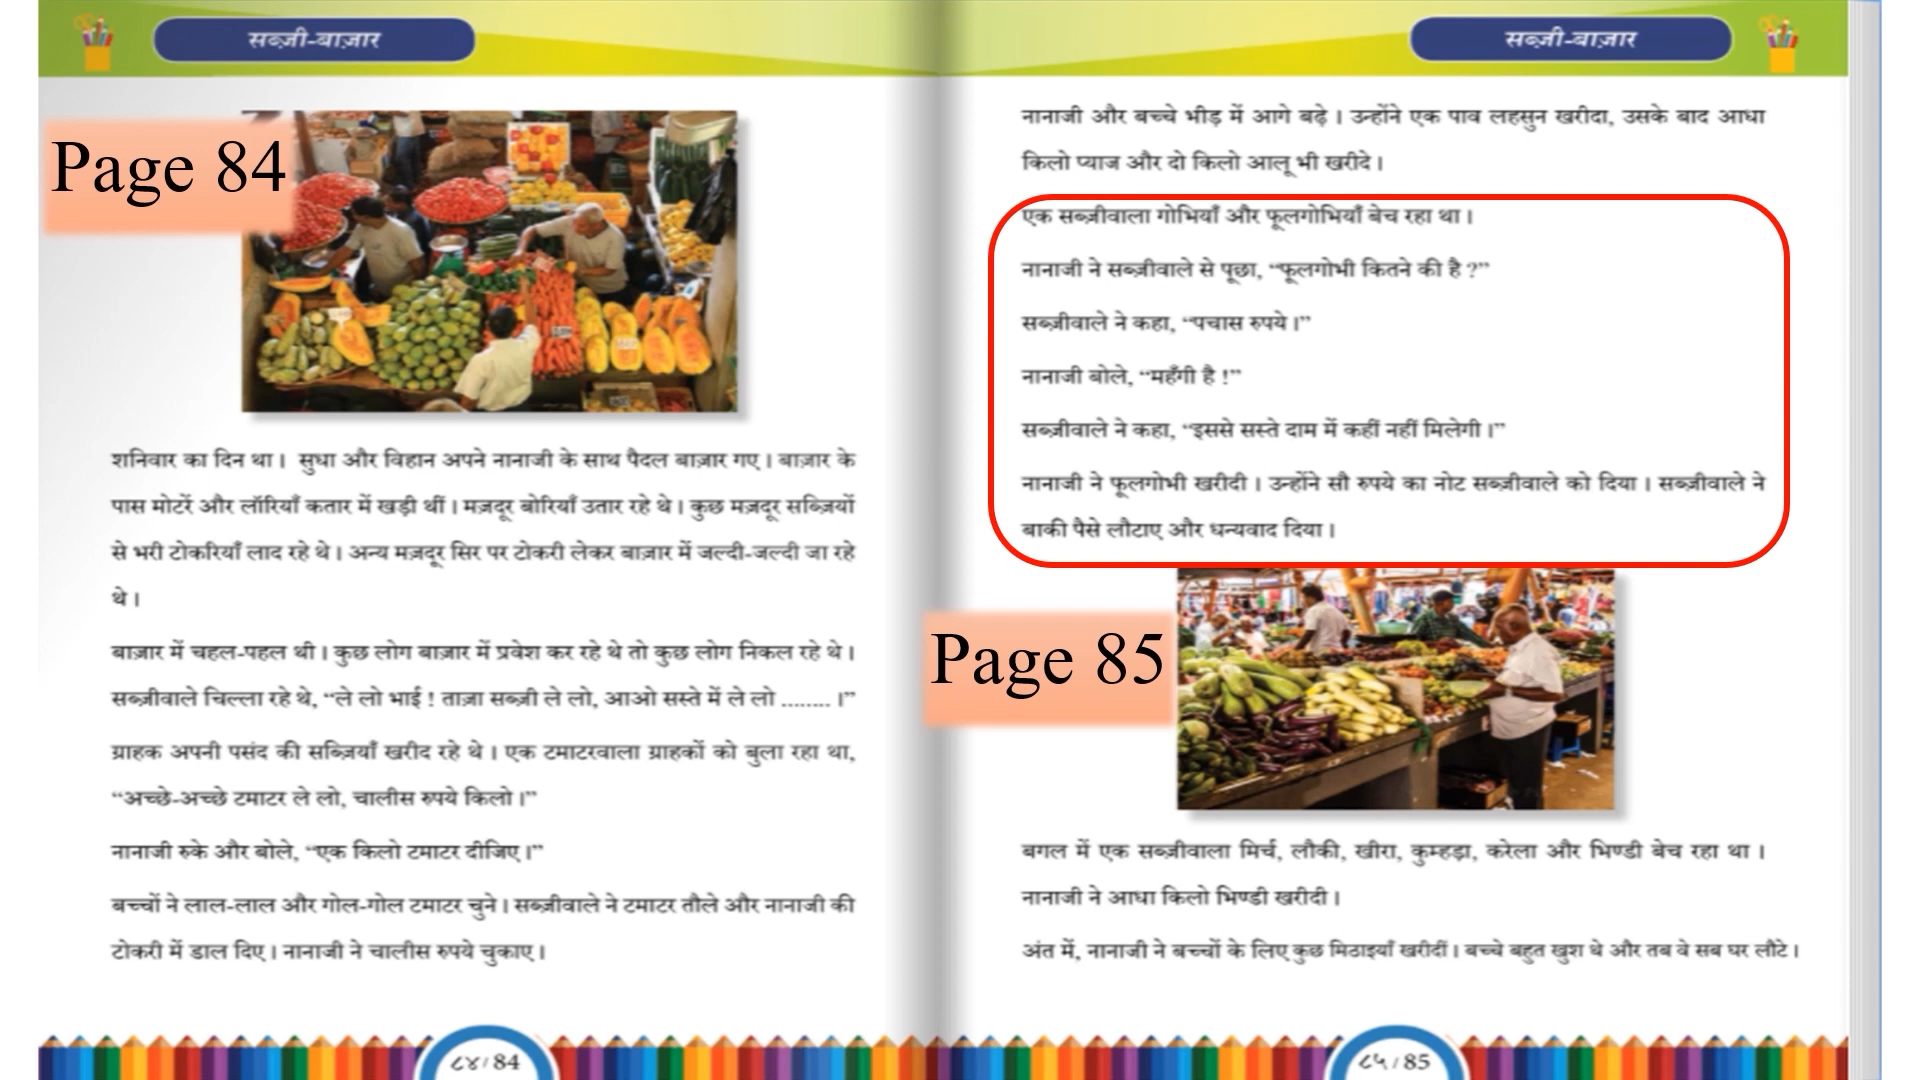 सब्ज़ी-बाज़ार
Page 84
शनिवार का दिन था। सुधा और विहान अपने नानाजी के साथ पैदल बाज़ार गए। बाज़ार के
पास मोटरें और लॉरियाँ कतार में खड़ी थीं। मज़दूर बोरियाँ उतार रहे थे। कुछ मज़दूर सब्ज़ियों
से भरी टोकरियाँ लाद रहे थे। अन्य मज़दूर सिर पर टोकरी लेकर बाज़ार में जल्दी-जल्दी जा रहे
थे।
बाज़ार में चहल-पहल थी। कुछ लोग बाज़ार में प्रवेश कर रहे थे तो कुछ लोग निकल रहे थे।
सब्ज़ीवाले चिल्ला रहे थे, “ले लो भाई ! ताज़ा सब्ज़ी ले लो, आओ सस्ते में ले लो ........ ।”
ग्राहक अपनी पसंद की सब्ज़ियाँ खरीद रहे थे। एक टमाटरवाला ग्राहकों को बुला रहा था,
“अच्छे-अच्छे टमाटर ले लो, चालीस रुपये किलो।”
नानाजी रुके और बोले, “एक किलो टमाटर दीजिए।”
बच्चों ने लाल-लाल और गोल-गोल टमाटर चुने। सब्ज़ीवाले ने टमाटर तौले और नानाजी की
टोकरी में डाल दिए। नानाजी ने चालीस रुपये चुकाए।
८४/84
सब्ज़ी-बाज़ार
नानाजी और बच्चे भीड़ में आगे बढ़े। उन्होंने एक पाव लहसुन खरीदा, उसके बाद आधा
किलो प्याज और दो किलो आलू भी खरीदे।
एक सब्ज़ीवाला गोभियाँ और फूलगोभियाँ बेच रहा था।
नानाजी ने सब्ज़ीवाले से पूछा, “फूलगोभी कितने की है ?”
सब्ज़ीवाले ने कहा, “पचास रुपये।”
नानाजी बोले, “महँगी है !”
सब्ज़ीवाले ने कहा, “इससे सस्ते दाम में कहीं नहीं मिलेगी।”
नानाजी ने फूलगोभी खरीदी। उन्होंने सौ रुपये का नोट सब्ज़ीवाले को दिया। सब्ज़ीवाले ने
बाकी पैसे लौटाए और धन्यवाद दिया।
Page 85
बगल में एक सब्ज़ीवाला मिर्च, लौकी, खीरा, कुम्हड़ा, करेला और भिण्डी बेच रहा था।
नानाजी ने आधा किलो भिण्डी खरीदी।
अंत में, नानाजी ने बच्चों के लिए कुछ मिठाइयाँ खरीदीं। बच्चे बहुत खुश थे और तब वे सब घर लौटे।
८५/85